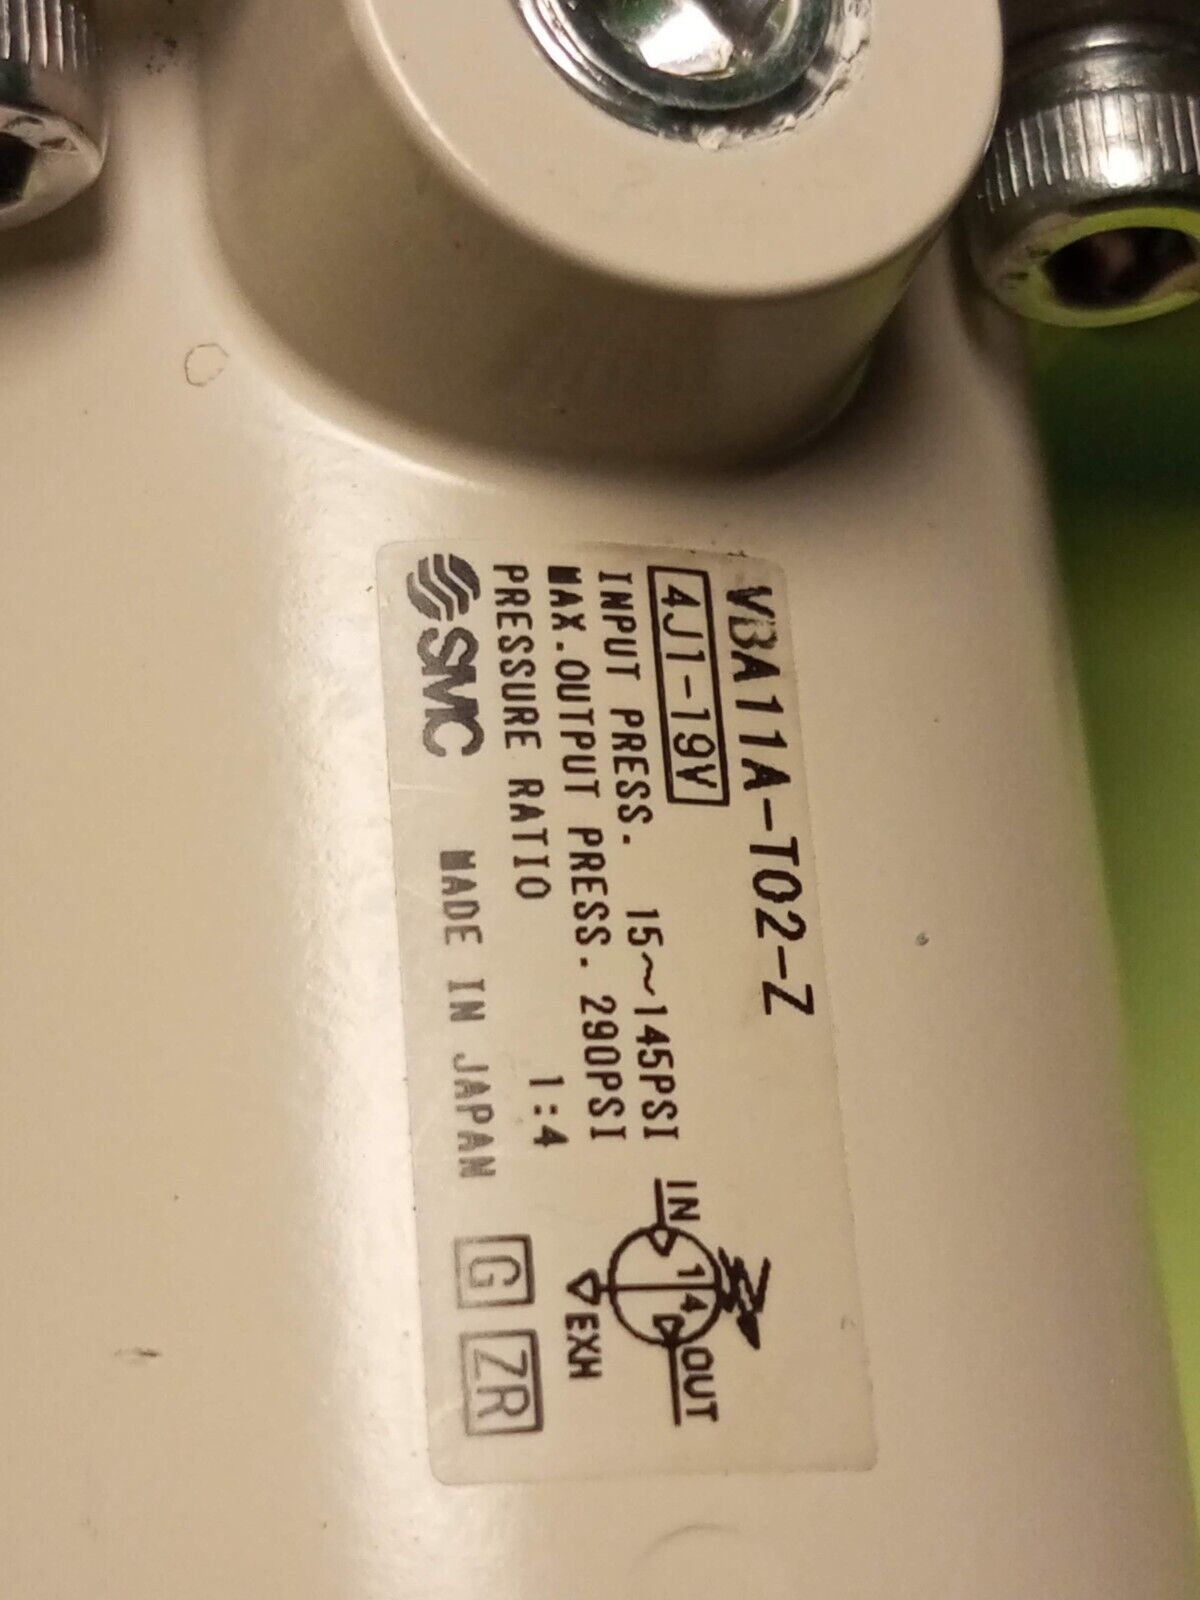 VBA11A-T02-Z
4J1-19V
INPUT PRESS. 15~145PSI
MAX.OUTPUT PRESS. 290PSI
PRESSURE RATIO 1:4
IN
1 4
OUT
EXH
SMC MADE IN JAPAN G ZR